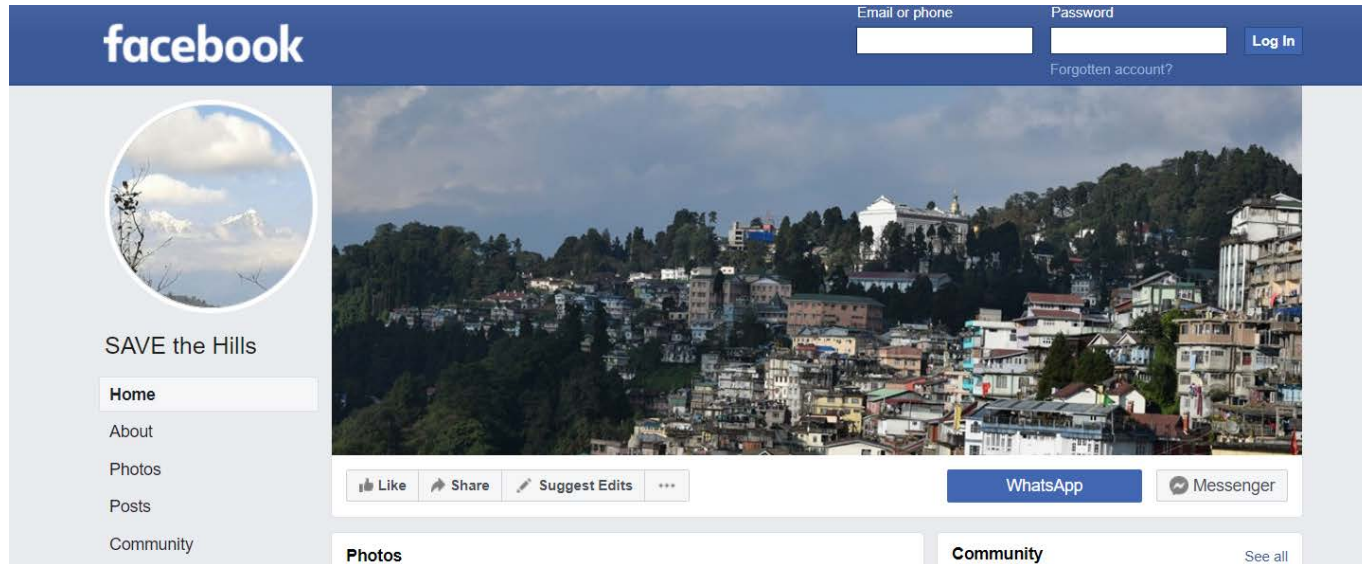 Email or phone
Password
facebook
Log In
Forgotten account?
SAVE the Hills
Home
About
Photos
Posts
Community
Like
Share
Suggest Edits
WhatsApp
Messenger
Photos
Community
See all